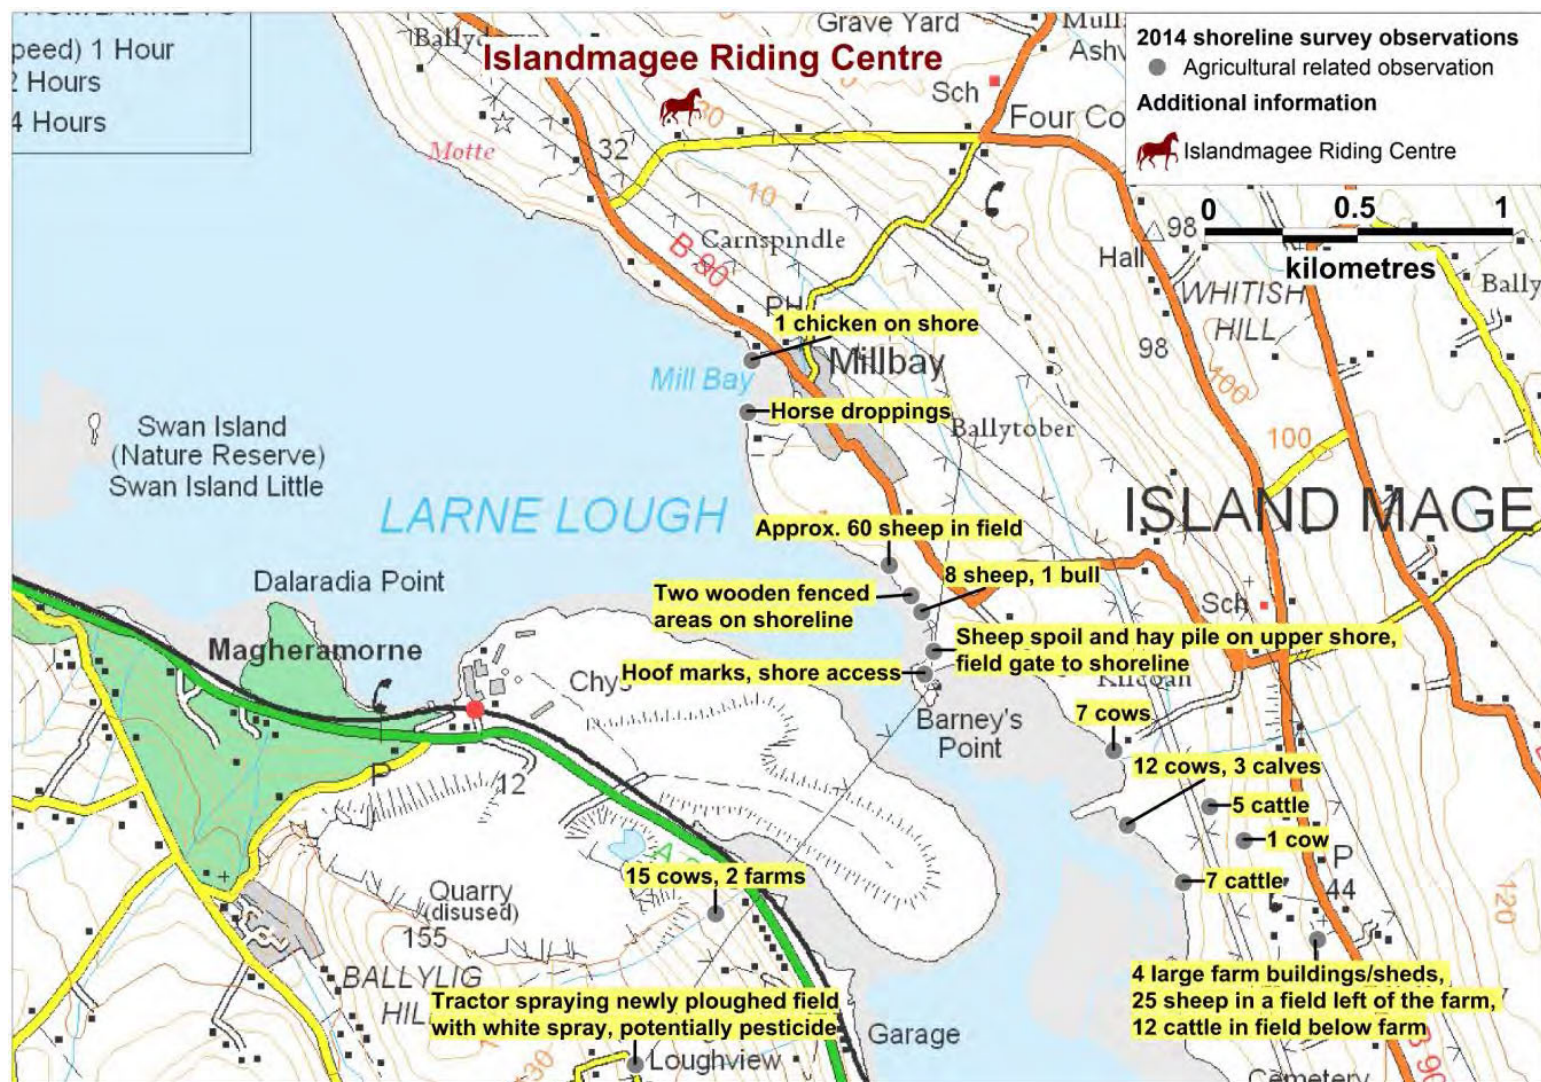 peed) 1 Hour
2 Hours
4 Hours
Grave Yard
Islandmagee Riding Centre
Sch
Four Co
Motte
32
30
10
Carnspindle
B 90
PH
1 chicken on shore
Millbay
Mill Bay
Horse droppings
Ballytober
2014 shoreline survey observations
Agricultural related observation
Additional information
Islandmagee Riding Centre
0 0.5 1
kilometres
98
Hall
WHITISH
HILL
Bally
98
100
100
ISLAND MAGE
Swan Island
(Nature Reserve)
Swan Island Little
LARNE LOUGH
Approx. 60 sheep in field
8 sheep, 1 bull
Two wooden fenced
areas on shoreline
Sch
Sheep spoil and hay pile on upper shore,
field gate to shoreline
Hoof marks, shore access
Kilcoan
Barney's
Point
Dalaradia Point
Magheramorne
Chys
P
12
7 cows
12 cows, 3 calves
5 cattle
1 cow
P
44
7 cattle
120
15 cows, 2 farms
A
Quarry
(disused)
155
BALLYLIG
HIL
Tractor spraying newly ploughed field
with white spray, potentially pesticide
Loughview
Garage
4 large farm buildings/sheds,
25 sheep in a field left of the farm,
12 cattle in field below farm
B 90
Cemetery